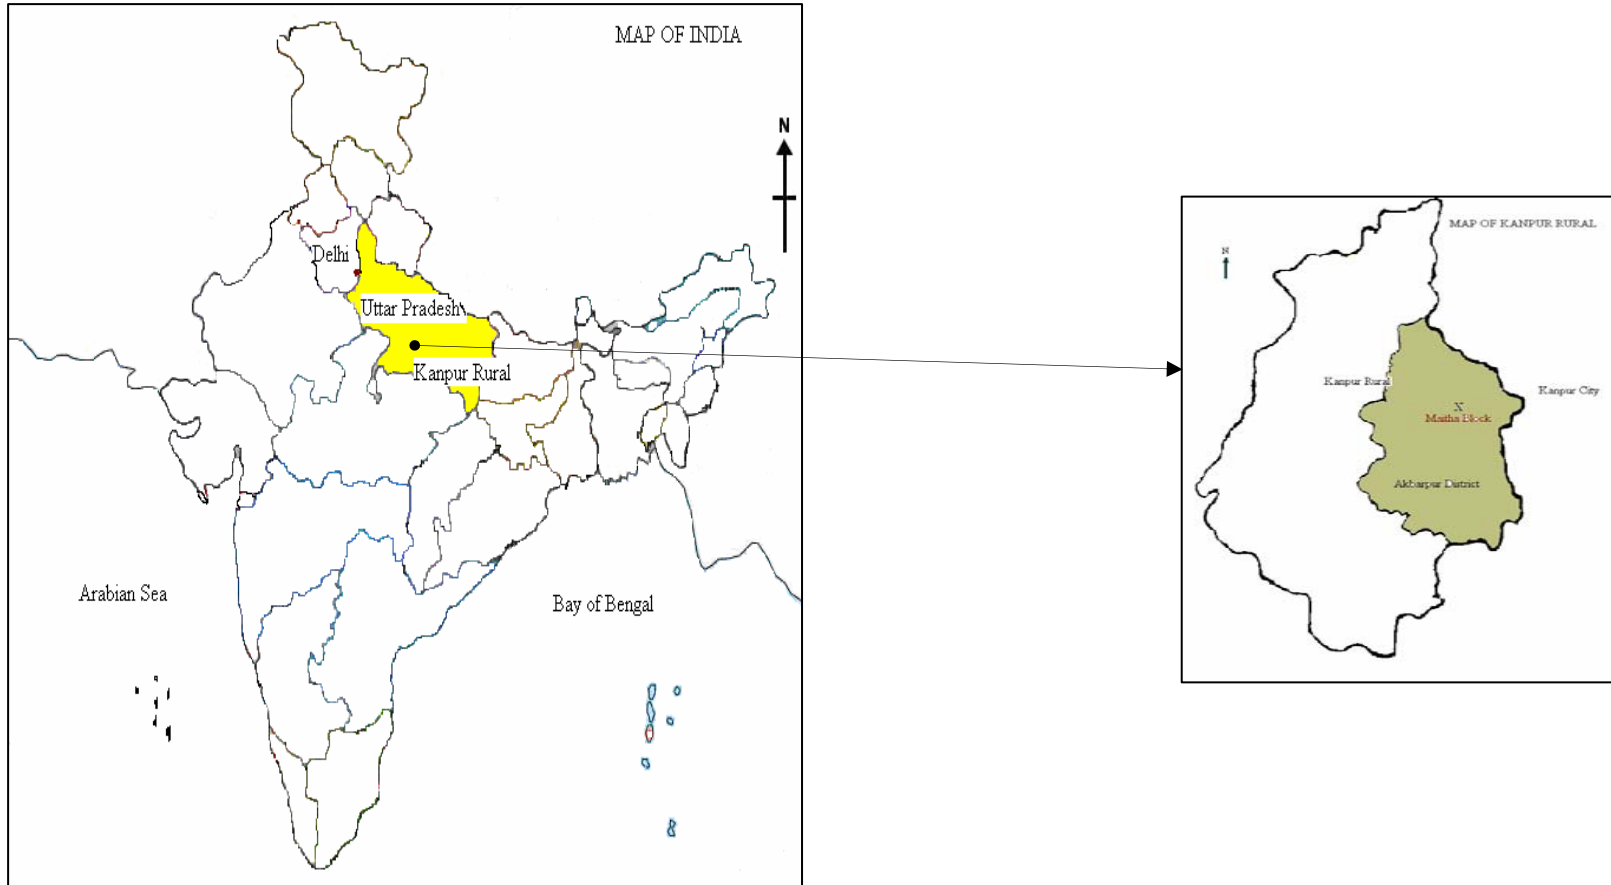 MAP OF INDIA
N
Delhi
Uttar Pradesh
Kanpur Rural
Arabian Sea
Bay of Bengal
MAP OF KANPUR RURAL
N
Kanpur Rural
Kanpur City
X
Maitha Block
Akbarpur District